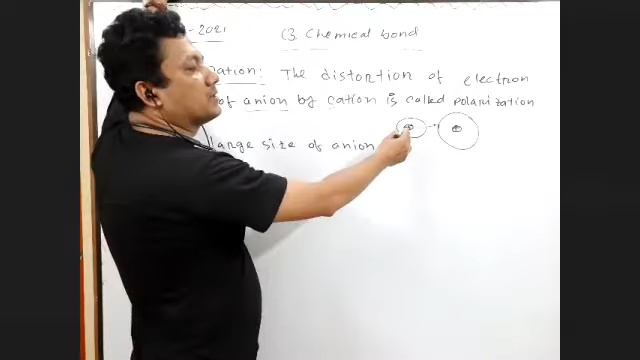 -2021 (3. Chemical bond
ation: The distortion of electron
of anion by cation is called polarization
large size of anion